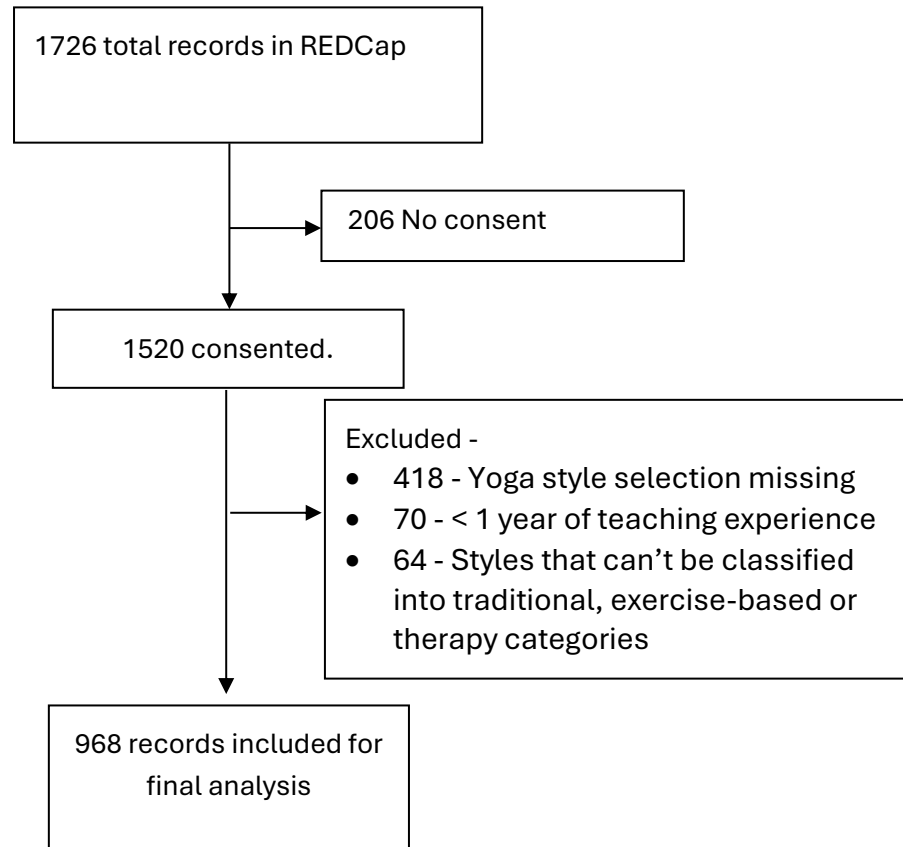 1726 total records in REDCap
206 No consent
1520 consented.
Excluded -
• 418 - Yoga style selection missing
• 70 - < 1 year of teaching experience
• 64 - Styles that can’t be classified
into traditional, exercise-based or
therapy categories
968 records included for
final analysis